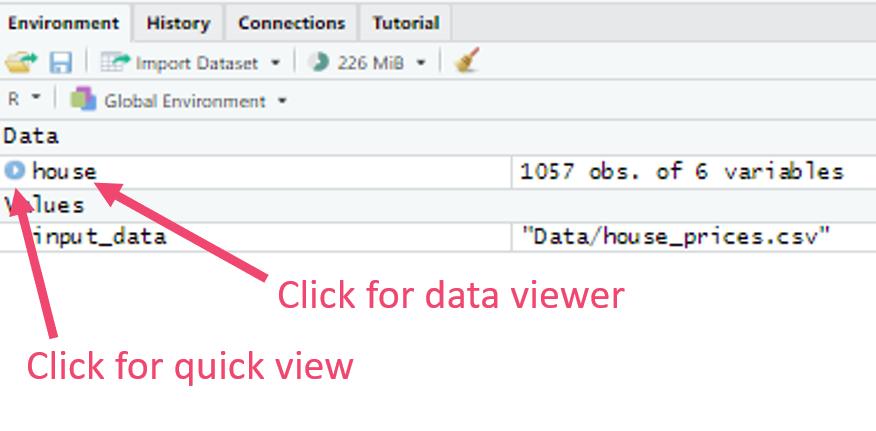 Environment History Connections Tutorial
Import Dataset 226 MiB
R Global Environment
Data
house 1057 obs. of 6 variables
Values
input_data "Data/house_prices.csv"
Click for data viewer
Click for quick view